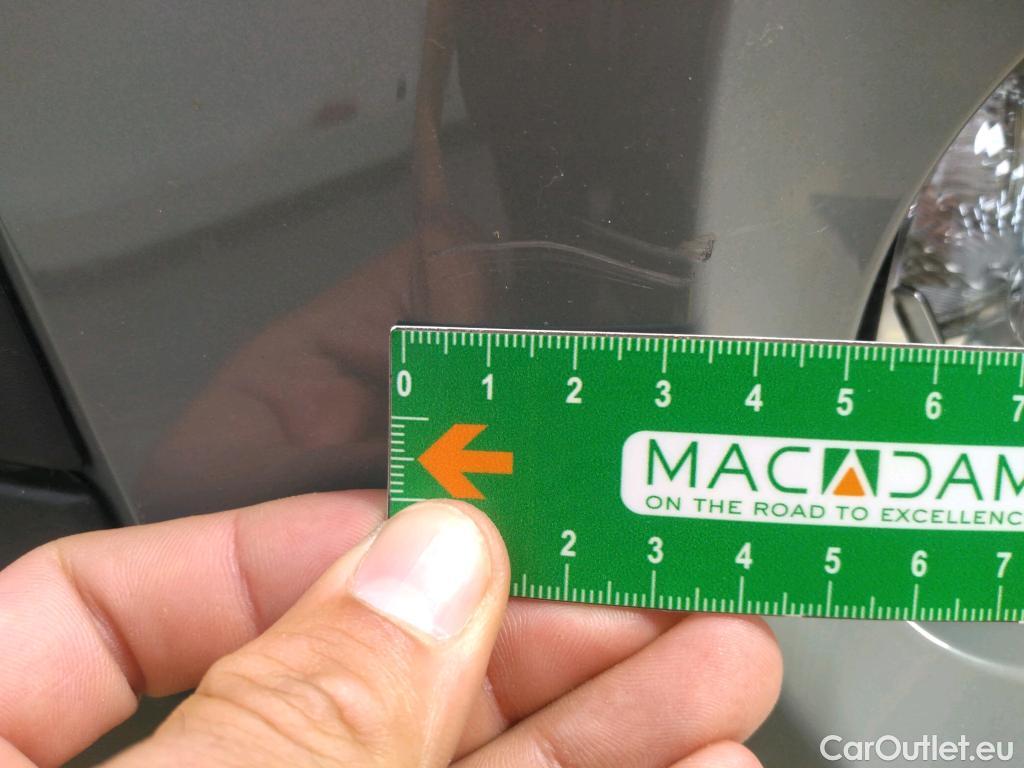 0 1 2 3 4 5 6 7
MACADAM
ON THE ROAD TO EXCELLENC
2 3 4 5 6 7
CarOutlet.eu